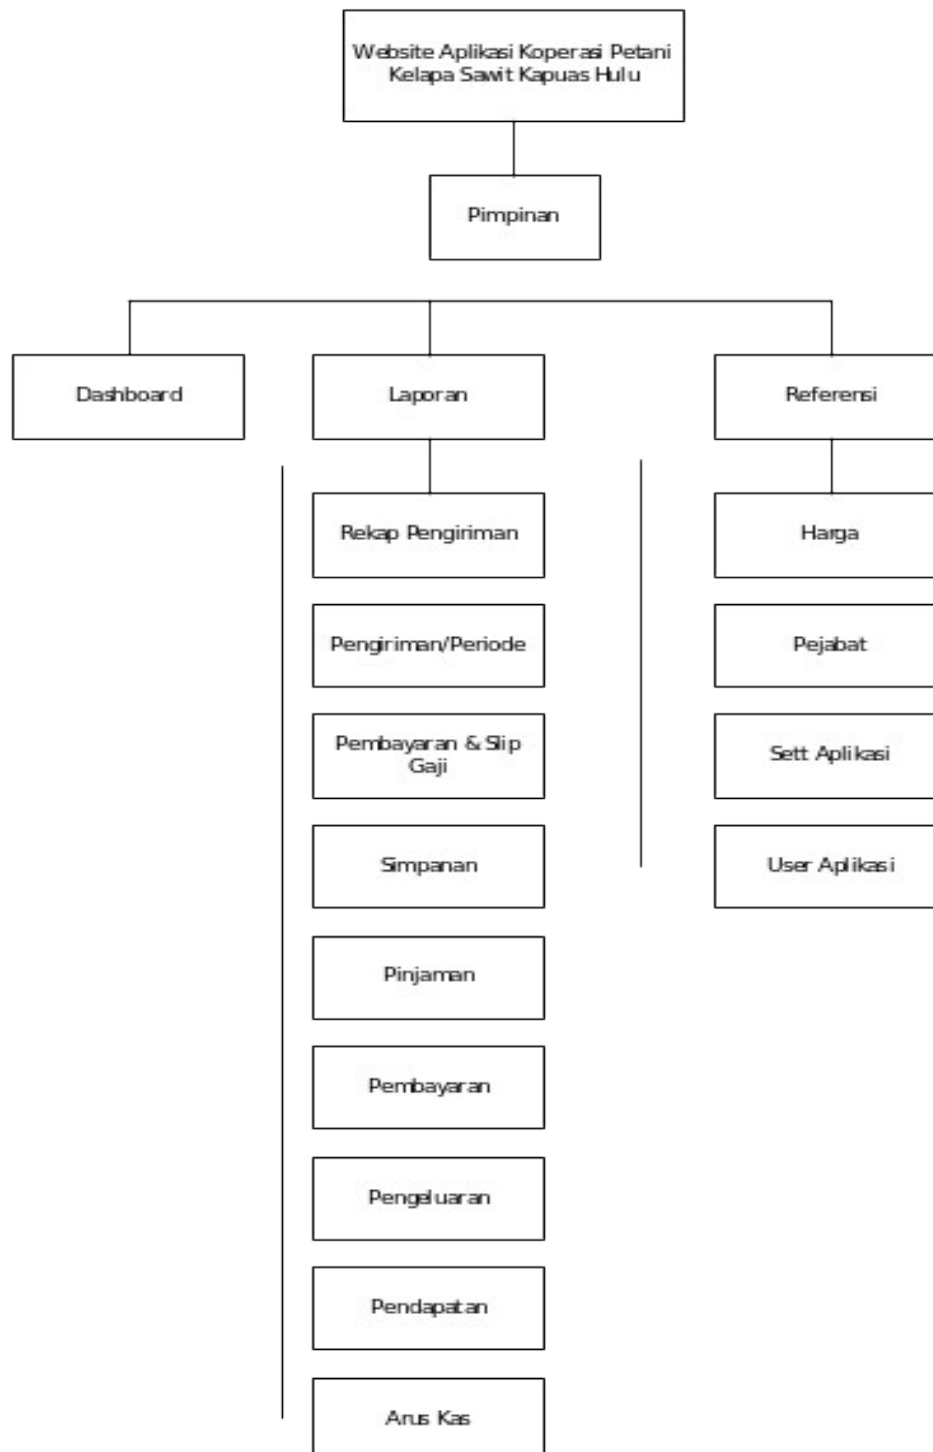 Website Aplikasi Koperasi Petani
Kelapa Sawit Kapuas Hulu
Pimpinan
Dashboard
Laporan
Referensi
Rekap Pengiriman
Harga
Pengiriman/Periode
Pejabat
Pembayaran & Slip
Gaji
Sett Aplikasi
Simpanan
User Aplikasi
Pinjaman
Pembayaran
Pengeluaran
Pendapatan
Arus Kas